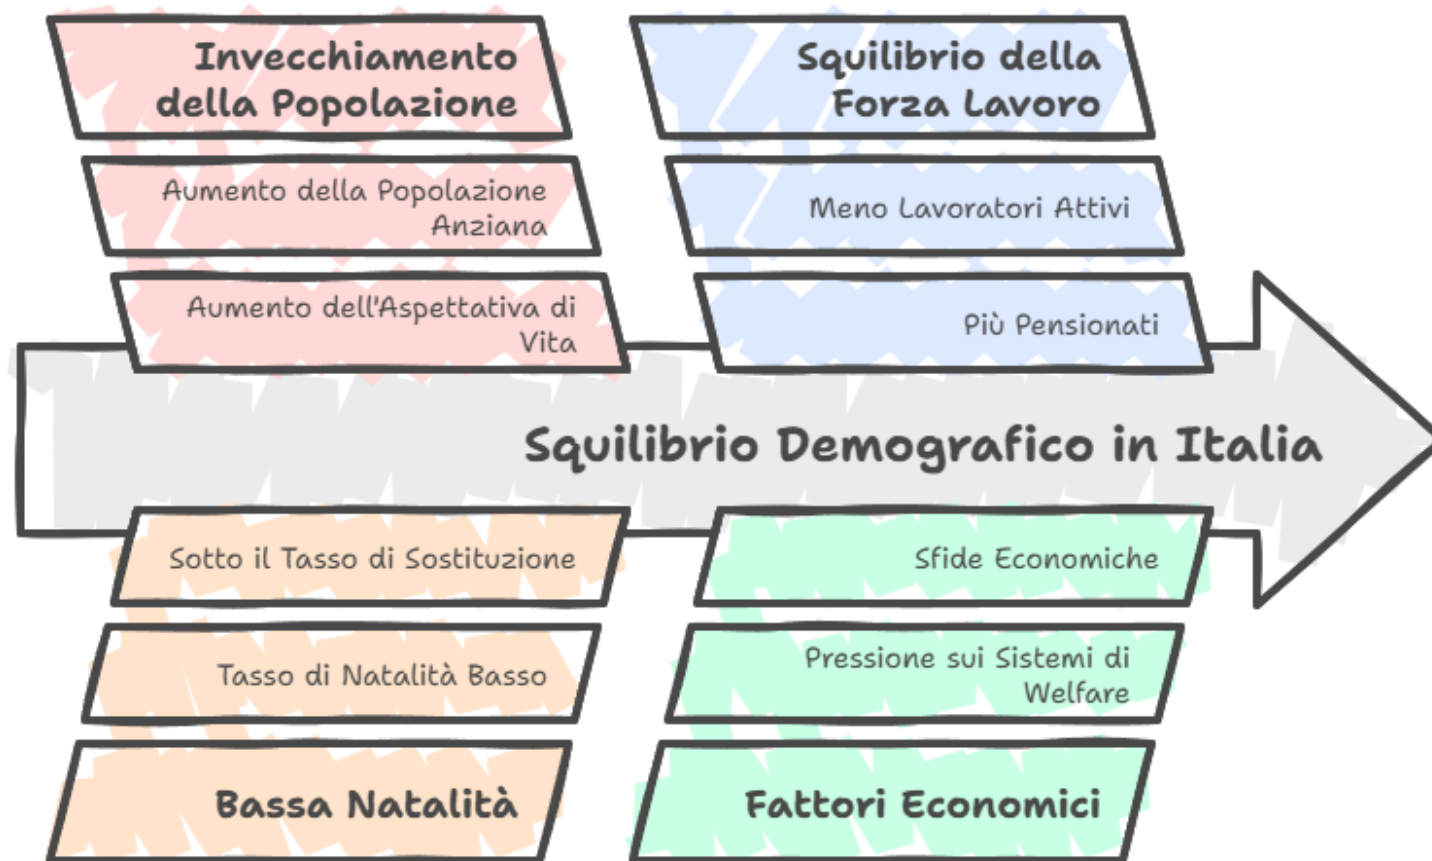 Invecchiamento
della Popolazione
Aumento della Popolazione
Anziana
Aumento dell'Aspettativa di
Vita
Squilibrio della
Forza Lavoro
Meno Lavoratori Attivi
Più Pensionati
Squilibrio Demografico in Italia
Sotto il Tasso di Sostituzione
Tasso di Natalità Basso
Bassa Natalità
Sfide Economiche
Pressione sui Sistemi di
Welfare
Fattori Economici